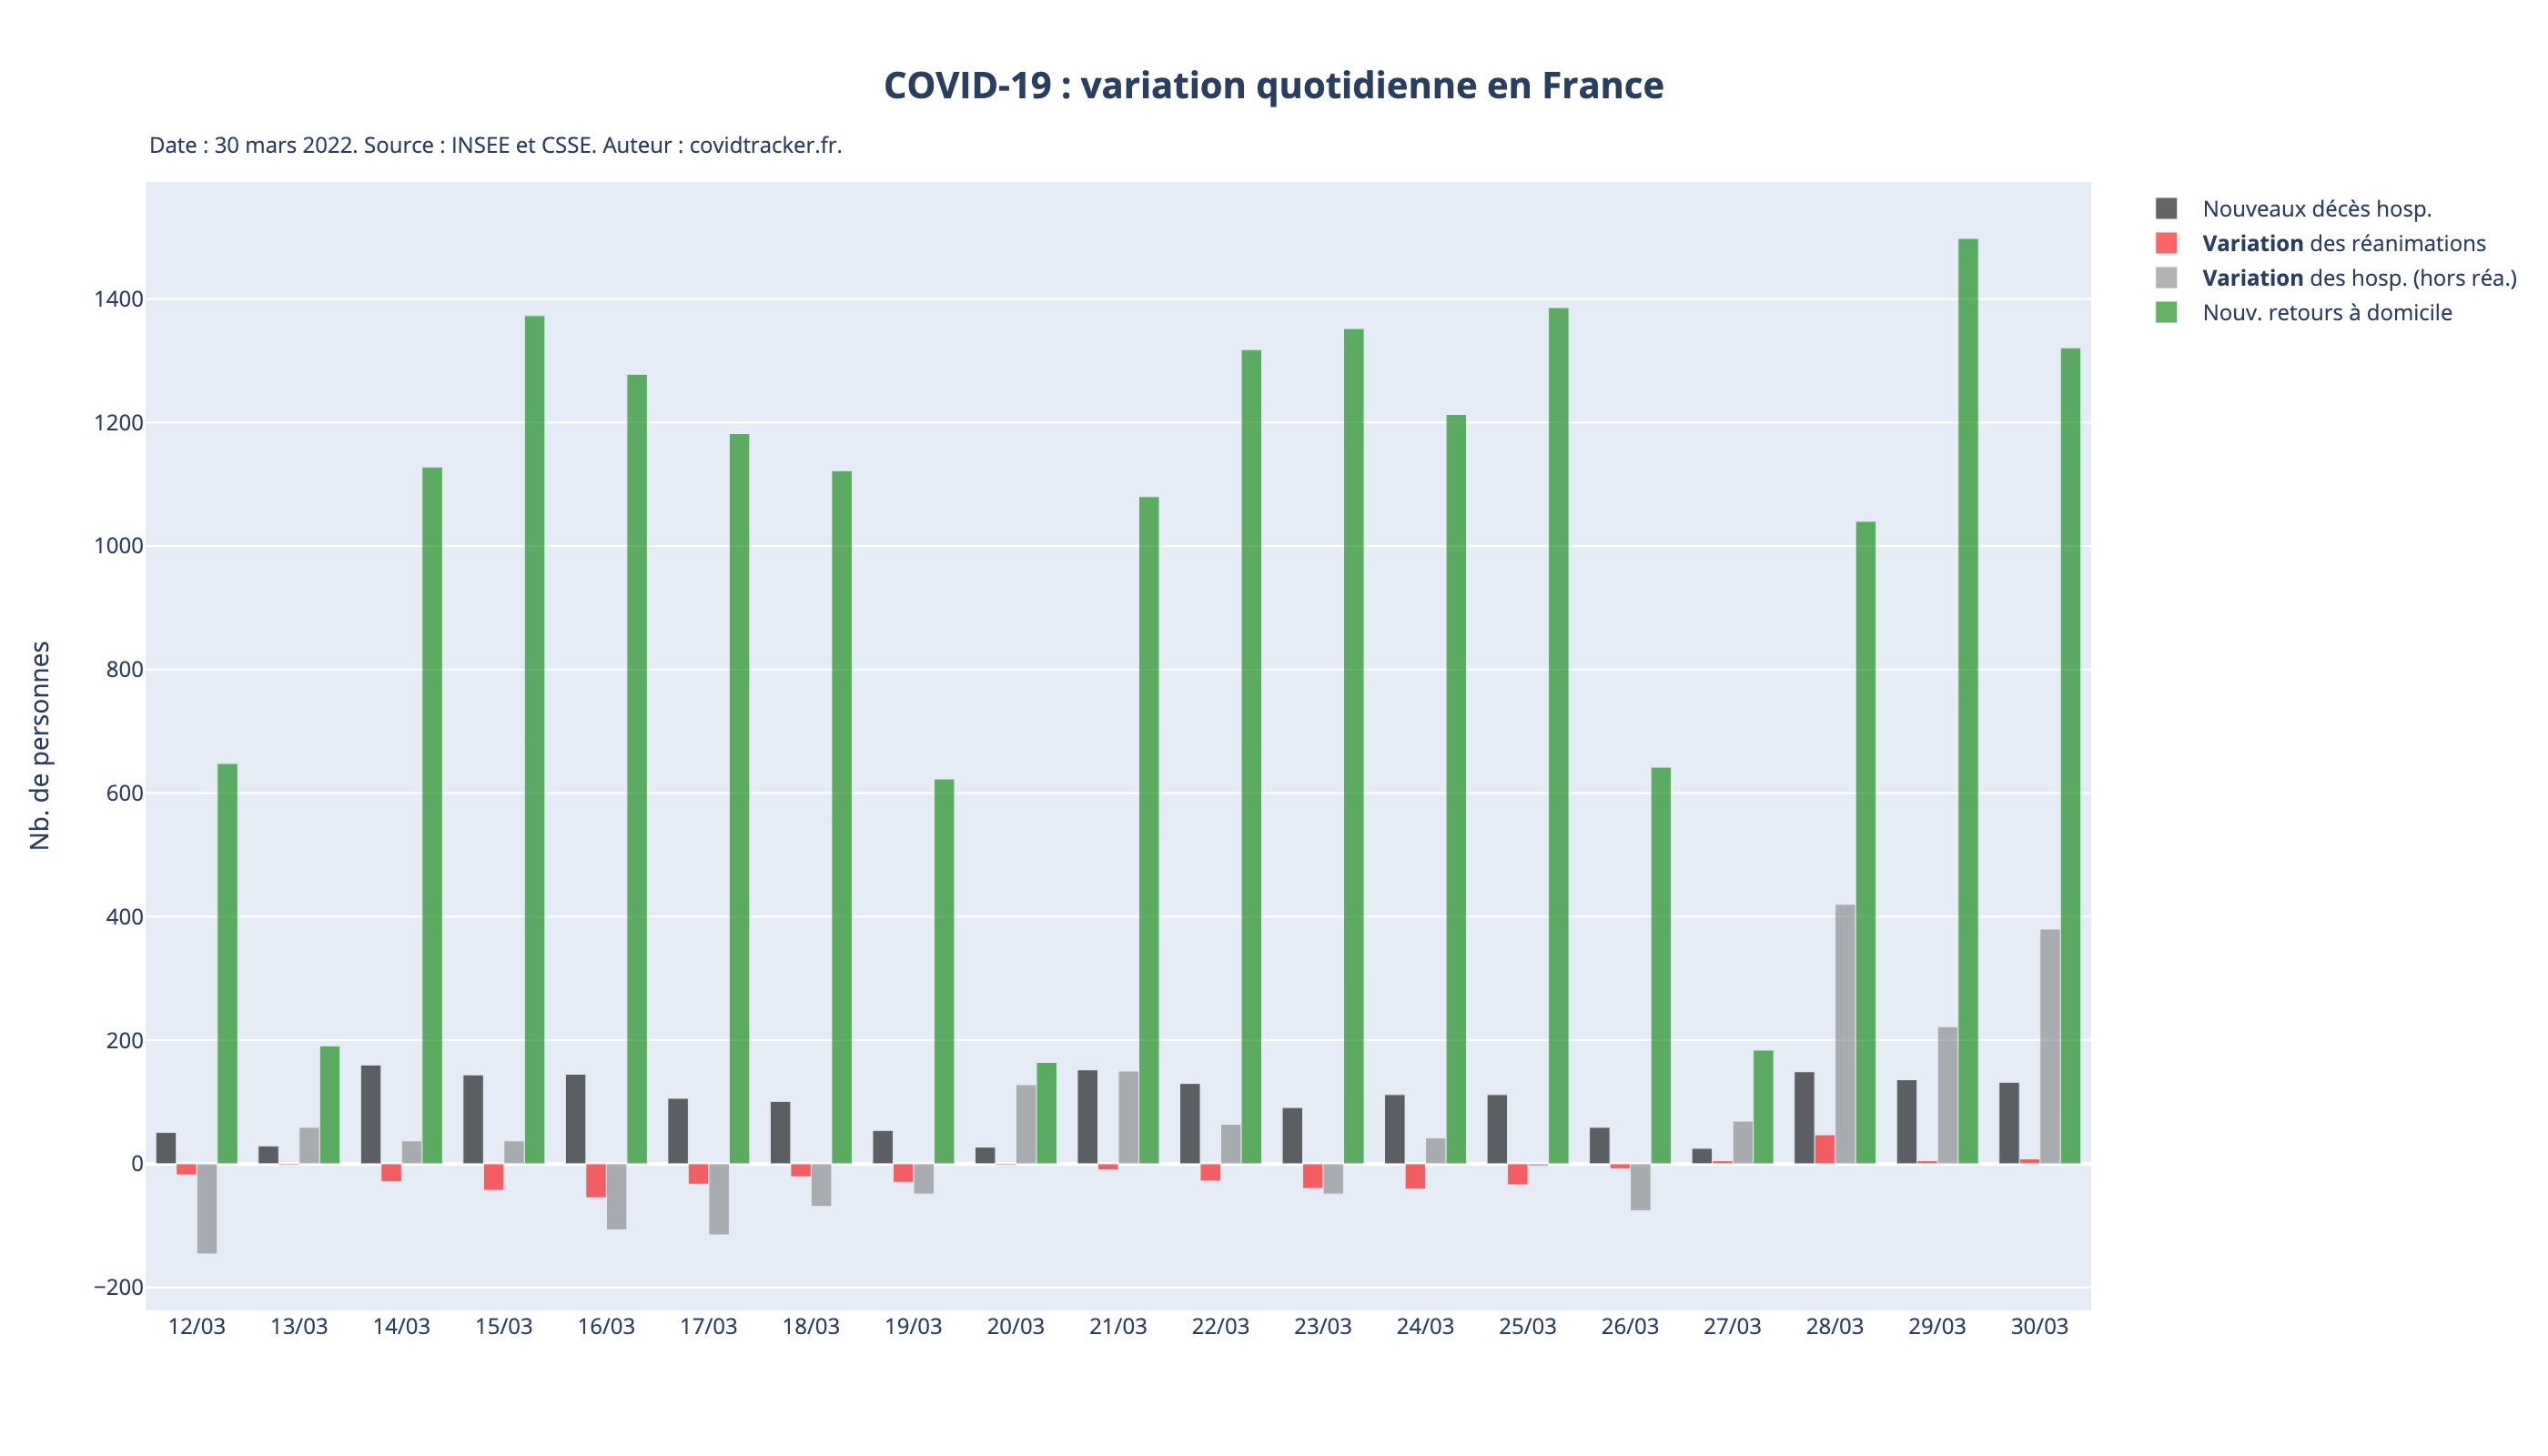 COVID-19 : variation quotidienne en France
Date : 30 mars 2022. Source : INSEE et CSSE. Auteur : covidtracker.fr.
Nouveaux décès hosp.
Variation des réanimations
Variation des hosp. (hors réa.)
Nouv. retours à domicile
Nb. de personnes
1400
1200
1000
800
600
400
200
0
−200
12/03 13/03 14/03 15/03 16/03 17/03 18/03 19/03 20/03 21/03 22/03 23/03 24/03 25/03 26/03 27/03 28/03 29/03 30/03